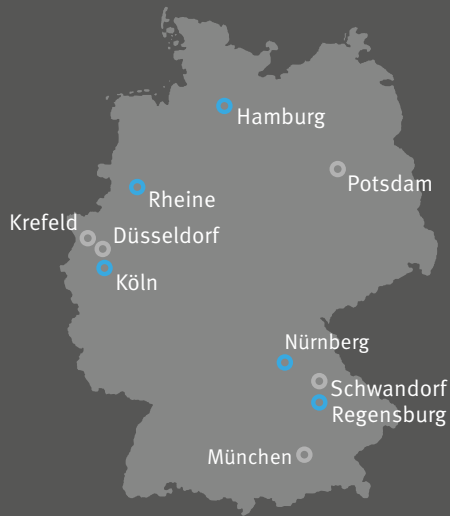 Hamburg
Potsdam
Rheine
Krefeld
Düsseldorf
Köln
Nürnberg
Schwandorf
Regensburg
München